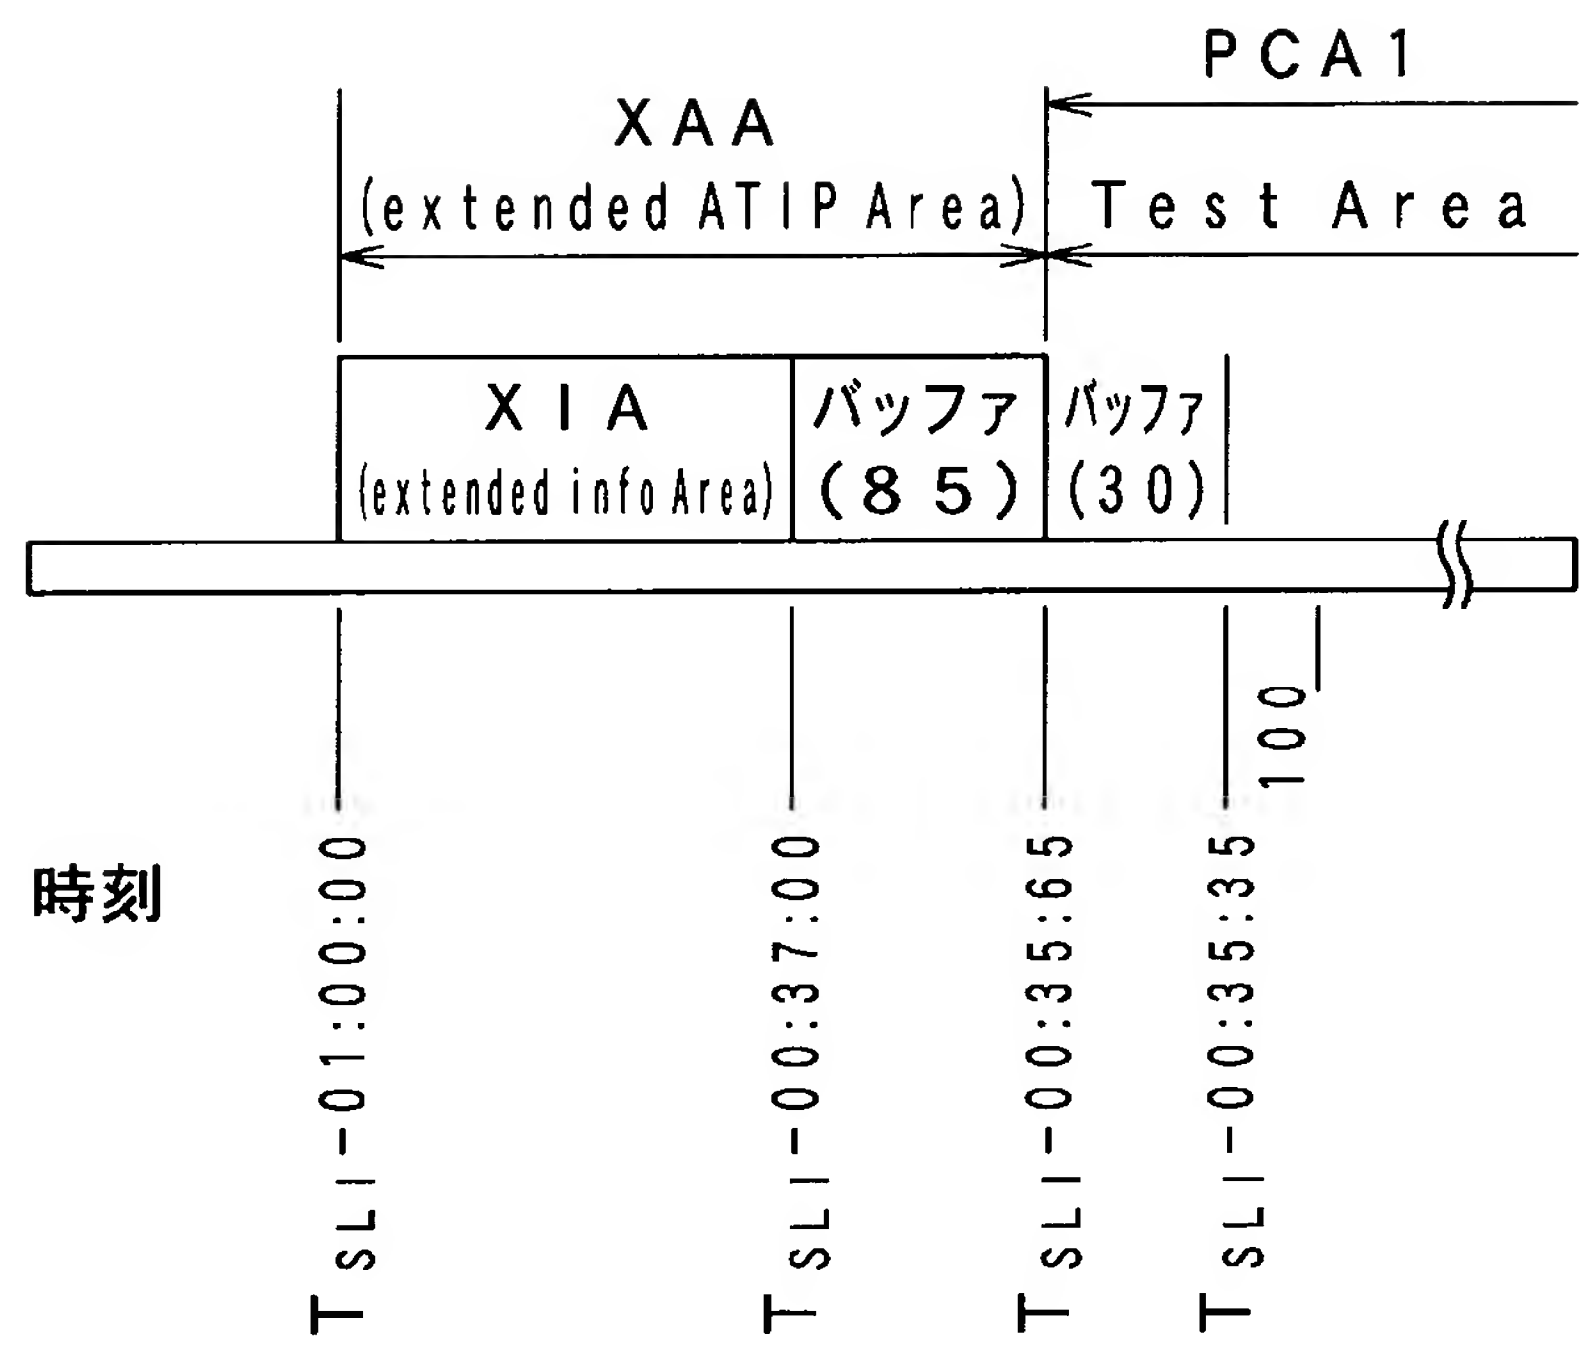 PCA1
XAA
(extended ATIP Area)
Test Area
XIA
(extended info Area)
バッファ
(85)
バッファ
(30)
100
時刻
TSLI-01:00:00
TSLI-00:37:00
TSLI-00:35:65
TSLI-00:35:35